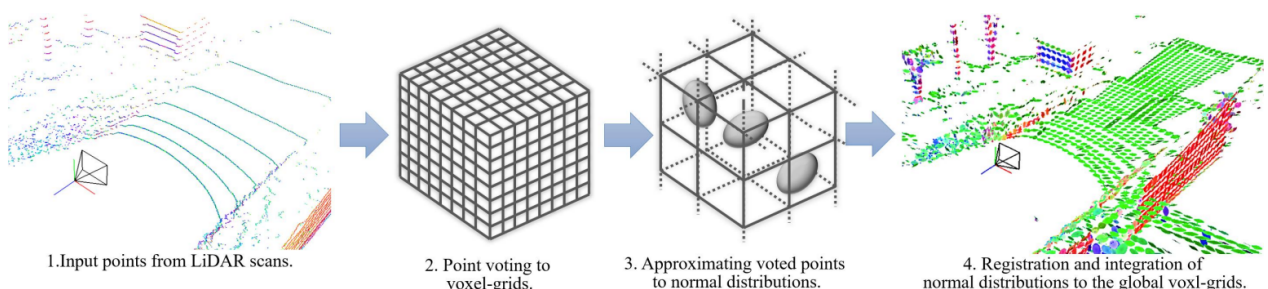 1.Input points from LiDAR scans.
2. Point voting to
voxel-grids.
3. Approximating voted points
to normal distributions.
4. Registration and integration of
normal distributions to the global voxl-grids.